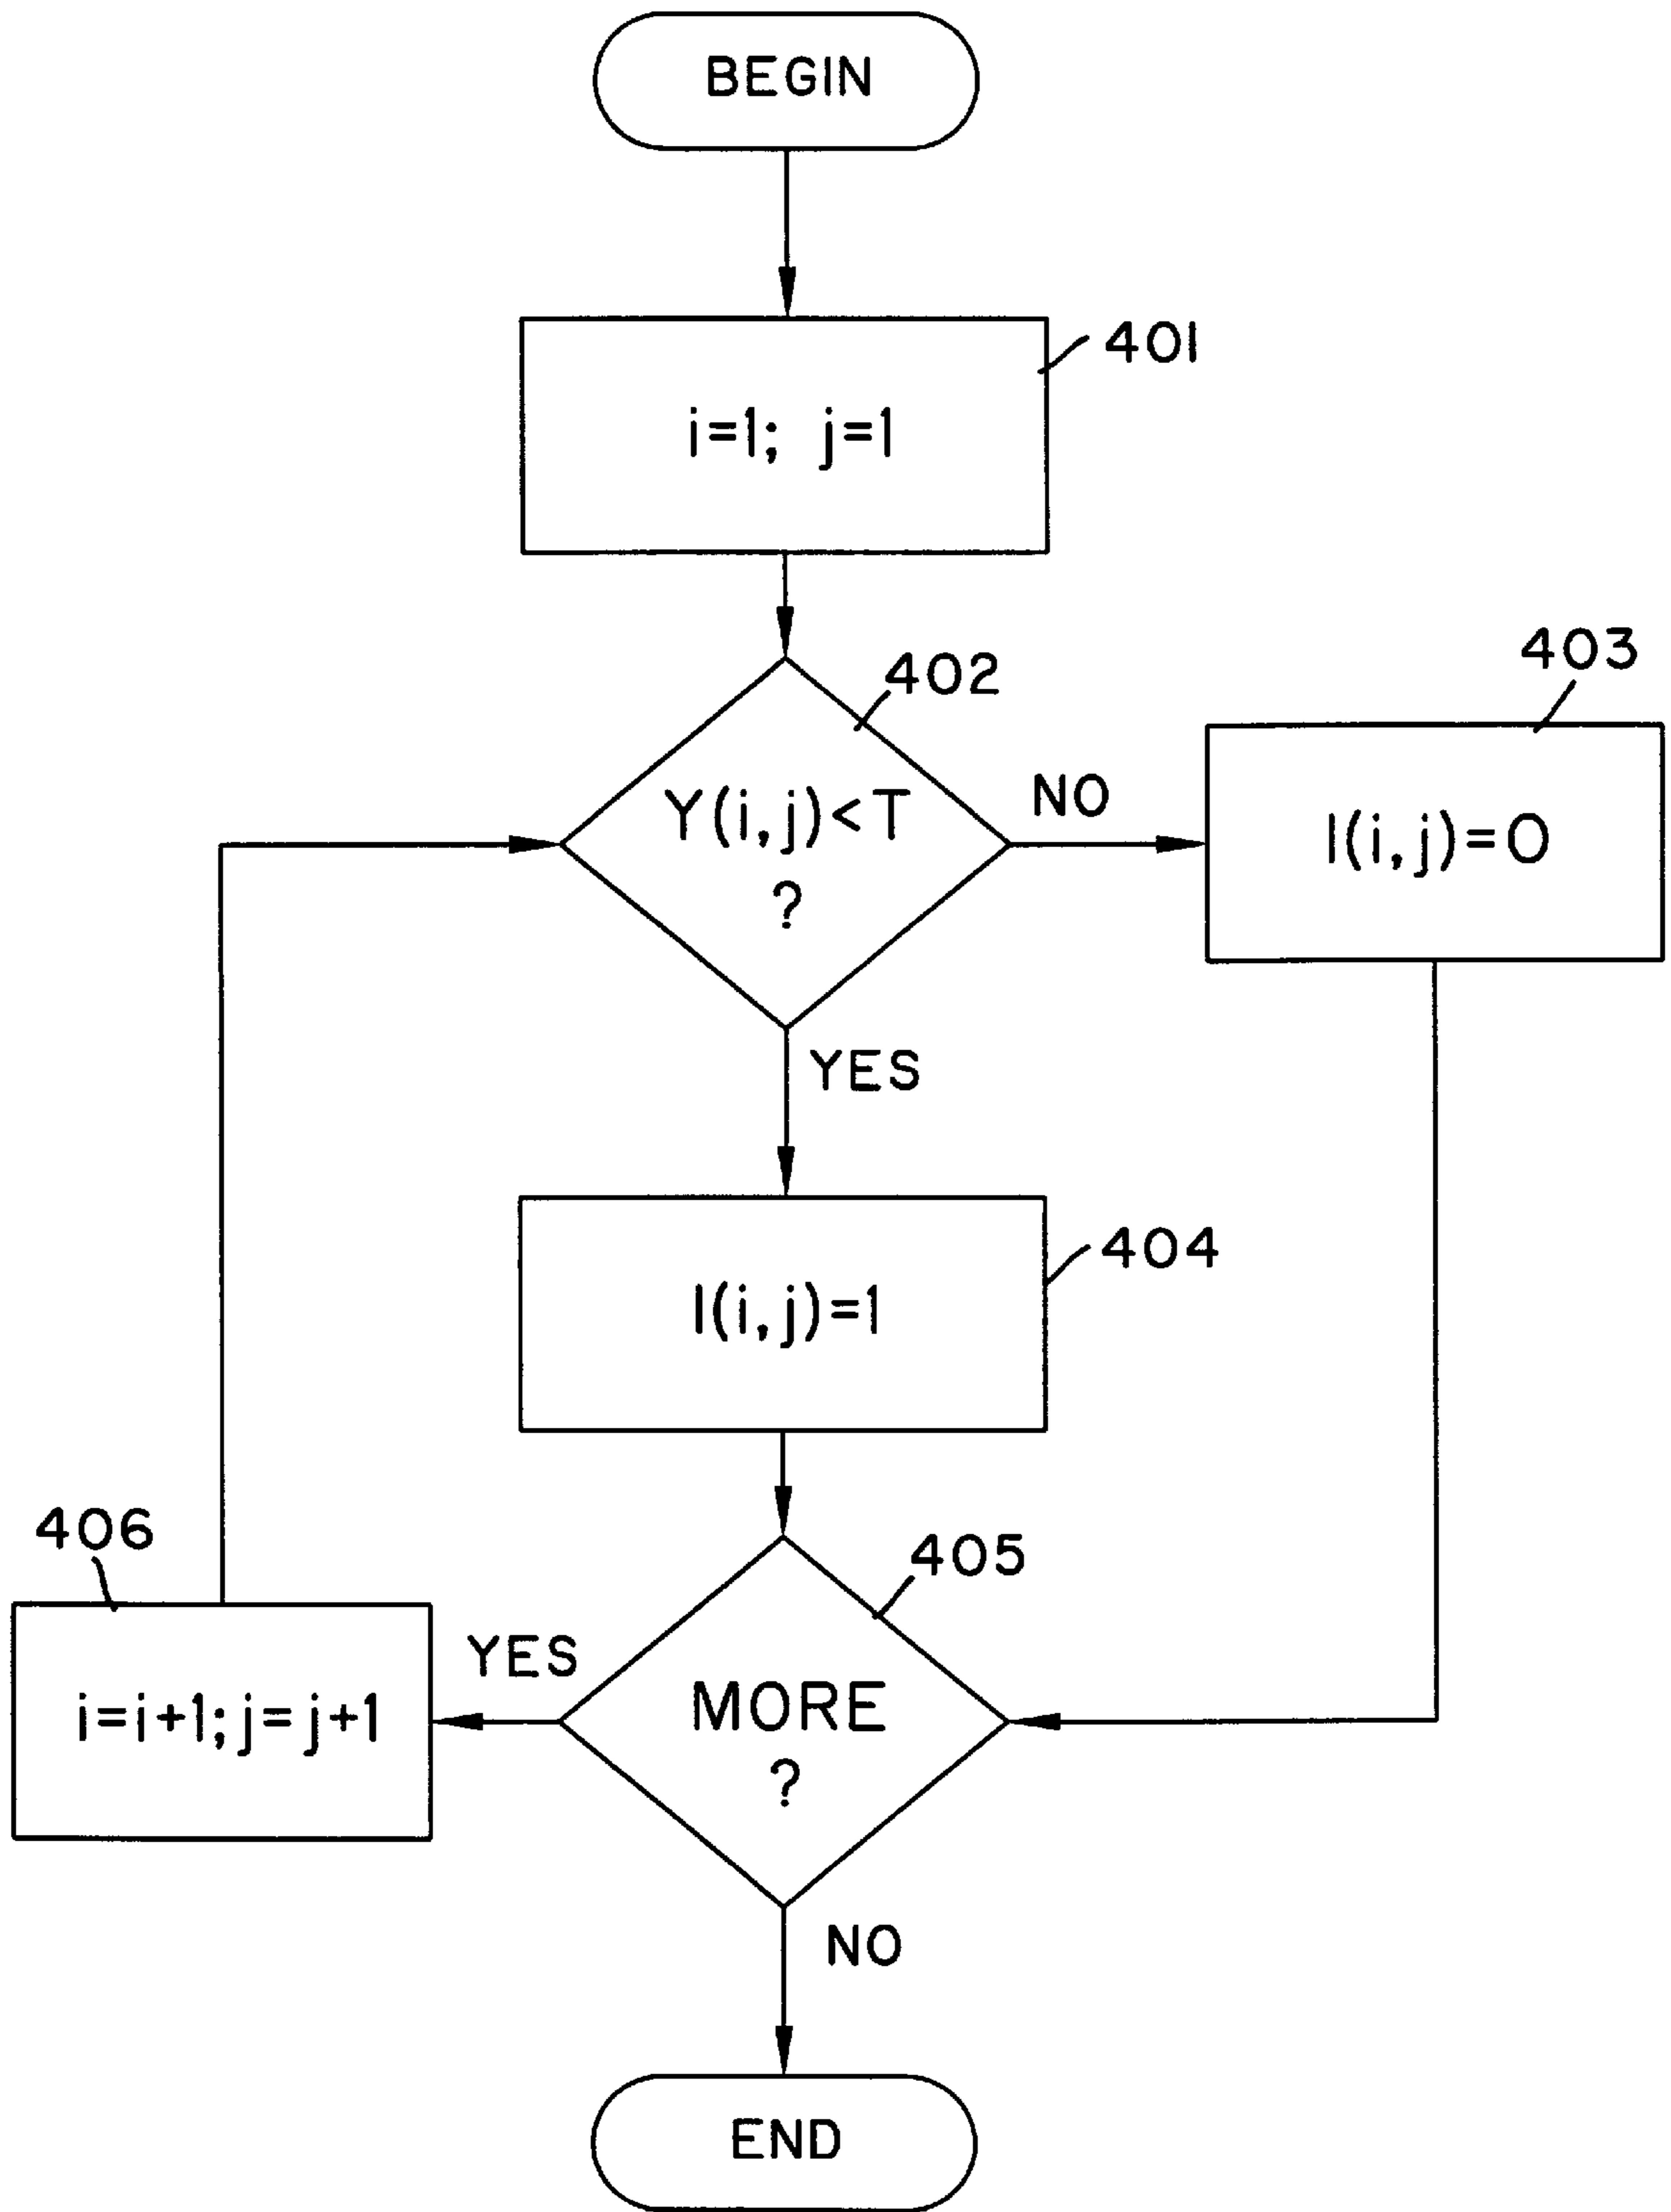 BEGIN
401
i=1; j=1
402
403
Y(i,j)<T
?
NO
I(i,j)=0
YES
404
I(i,j)=1
406
405
YES
i=i+1;j=j+1
MORE
?
NO
END